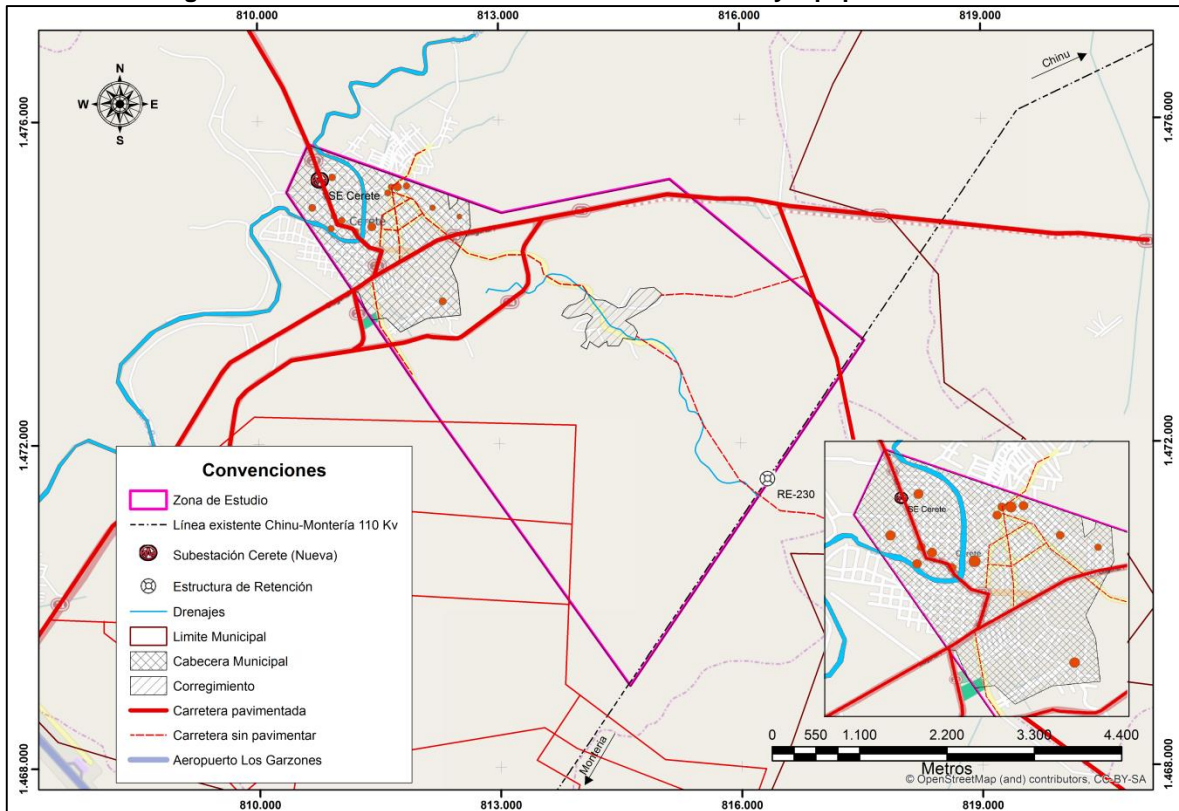 810.000 813.000 816.000 819.000
1.476.000
1.472.000
1.468.000
1.476.000
1.472.000
1.468.000
N
W E
S
Chinu
SE Cerete
Cerete
RE-230
Montería
Convenciones
Zona de Estudio
Línea existente Chinu-Montería 110 Kv
Subestación Cerete (Nueva)
Estructura de Retención
Drenajes
Limite Municipal
Cabecera Municipal
Corregimiento
Carretera pavimentada
Carretera sin pavimentar
Aeropuerto Los Garzones
SE Cerete
Cerete
0 550 1.100 2.200 3.300 4.400
Metros
© OpenStreetMap (and) contributors, CC-BY-SA
810.000 813.000 816.000 819.000